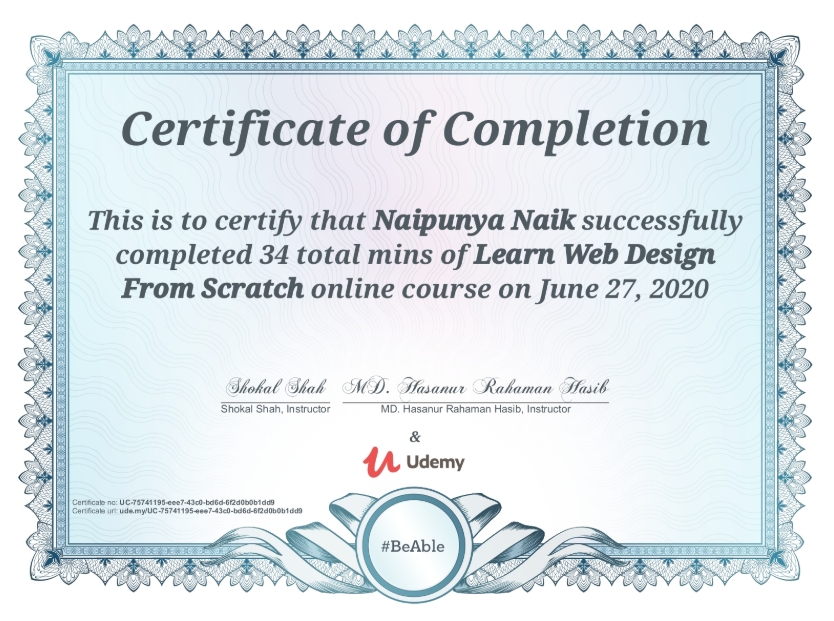 Certificate of Completion
This is to certify that Naipunya Naik successfully
completed 34 total mins of Learn Web Design
From Scratch online course on June 27, 2020
Shokal Shah MD. Hasanur Rahaman Hasib
Shokal Shah, Instructor MD. Hasanur Rahaman Hasib, Instructor
&
Udemy
Certificate no: UC-75741195-eee7-43c0-bd6d-6f2d0b0b1dd9
Certificate url: ude.my/UC-75741195-eee7-43c0-bd6d-6f2d0b0b1dd9
#BeAble